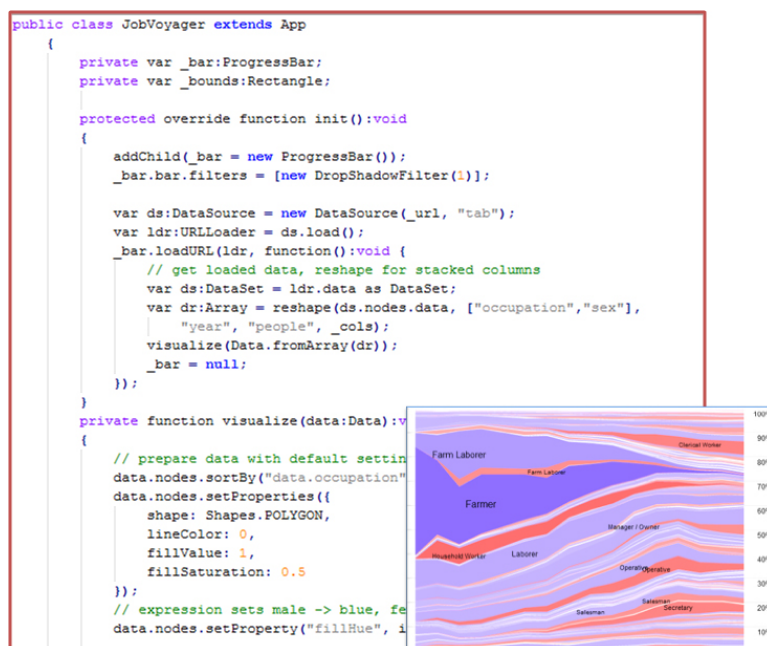 public class JobVoyager extends App
{
private var _bar:ProgressBar;
private var _bounds:Rectangle;
protected override function init():void
{
addChild(_bar = new ProgressBar());
_bar.bar.filters = [new DropShadowFilter(1)];
var ds:DataSource = new DataSource(_url, "tab");
var ldr:URLLoader = ds.load();
_bar.loadURL(ldr, function():void {
// get loaded data, reshape for stacked columns
var ds:DataSet = ldr.data as DataSet;
var dr:Array = reshape(ds.nodes.data, ["occupation","sex"],
"year", "people", _cols);
visualize(Data.fromArray(dr));
_bar = null;
});
}
private function visualize(data:Data):v
{
// prepare data with default settin
data.nodes.sortBy("data.occupation"
data.nodes.setProperties({
shape: Shapes.POLYGON,
lineColor: 0,
fillValue: 1,
fillSaturation: 0.5
});
// expression sets male -> blue, fe
data.nodes.setProperty("fillHue", i
100%
90%
80%
70%
60%
50%
40%
30%
20%
10%
Clerical Worker
Farm Laborer
Farm Laborer
Farmer
Manager / Owner
Household Worker
Laborer
Operative
Operative
Salesman
Salesman
Secretary